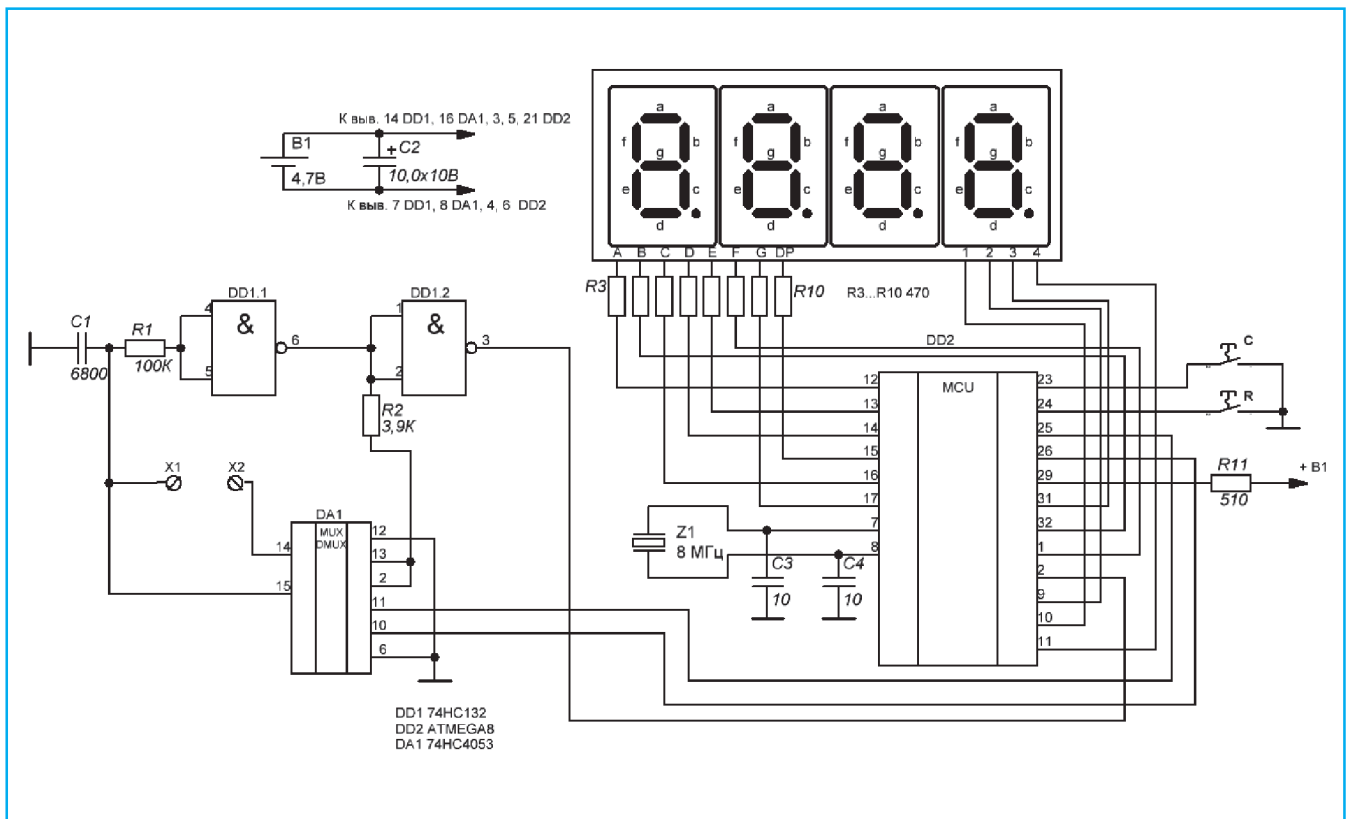 К выв. 14 DD1, 16 DA1, 3, 5, 21 DD2
B1
4,7В
+ C2
10,0х10В
К выв. 7 DD1, 8 DA1, 4, 6 DD2
a a a a
f b f b f b f b
g g g g
e c e c e c e c
d d d d
A B C D E F G DP 1 2 3 4
R3 R10 R3...R10 470
DD1.1 DD1.2
C1
6800
R1
100К
4
5
&
6
1
2
&
3
R2
3,9К
X1 X2
DA1
MUX
DMUX
14
15
12
13
2
11
10
6
DD2
MCU
12
13
14
15
16
17
7
8
23
24
25
26
29
31
32
1
2
9
10
11
C
R
R11
510
+ B1
Z1
8 МГц
C3
10
C4
10
DD1 74HC132
DD2 ATMEGA8
DA1 74HC4053